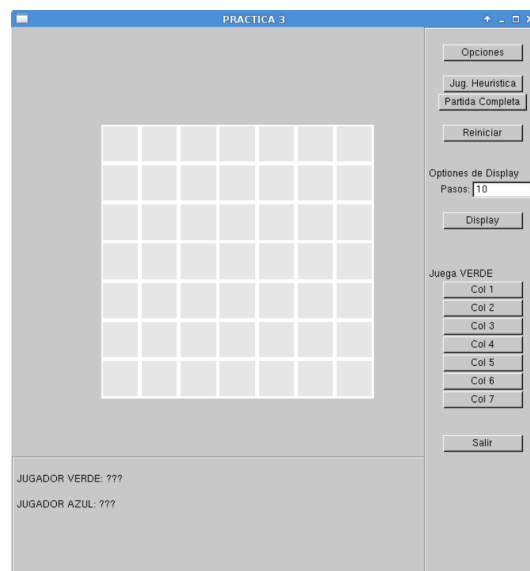 PRACTICA 3
Opciones
Jug. Heuristica
Partida Completa
Reiniciar
Optiones de Display
Pasos: 10
Display
Juega VERDE
Col 1
Col 2
Col 3
Col 4
Col 5
Col 6
Col 7
Salir
JUGADOR VERDE: ???
JUGADOR AZUL: ???